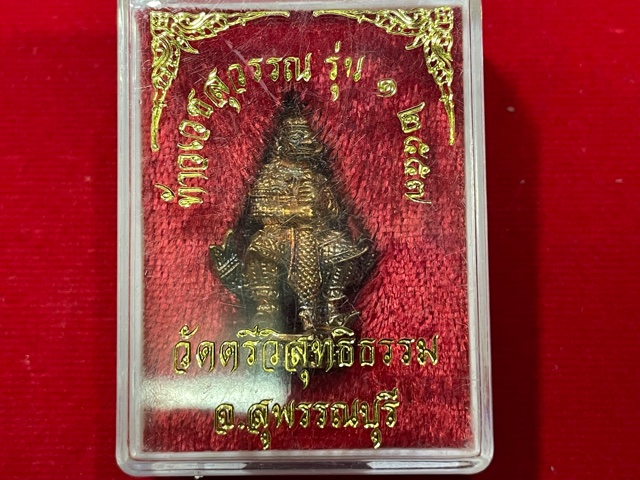 ท้าวเวสสุวรรณ รุ่น ๑ ๒๕๕๗
วัดตรีวิสุทธิธรรม
จ.สุพรรณบุรี